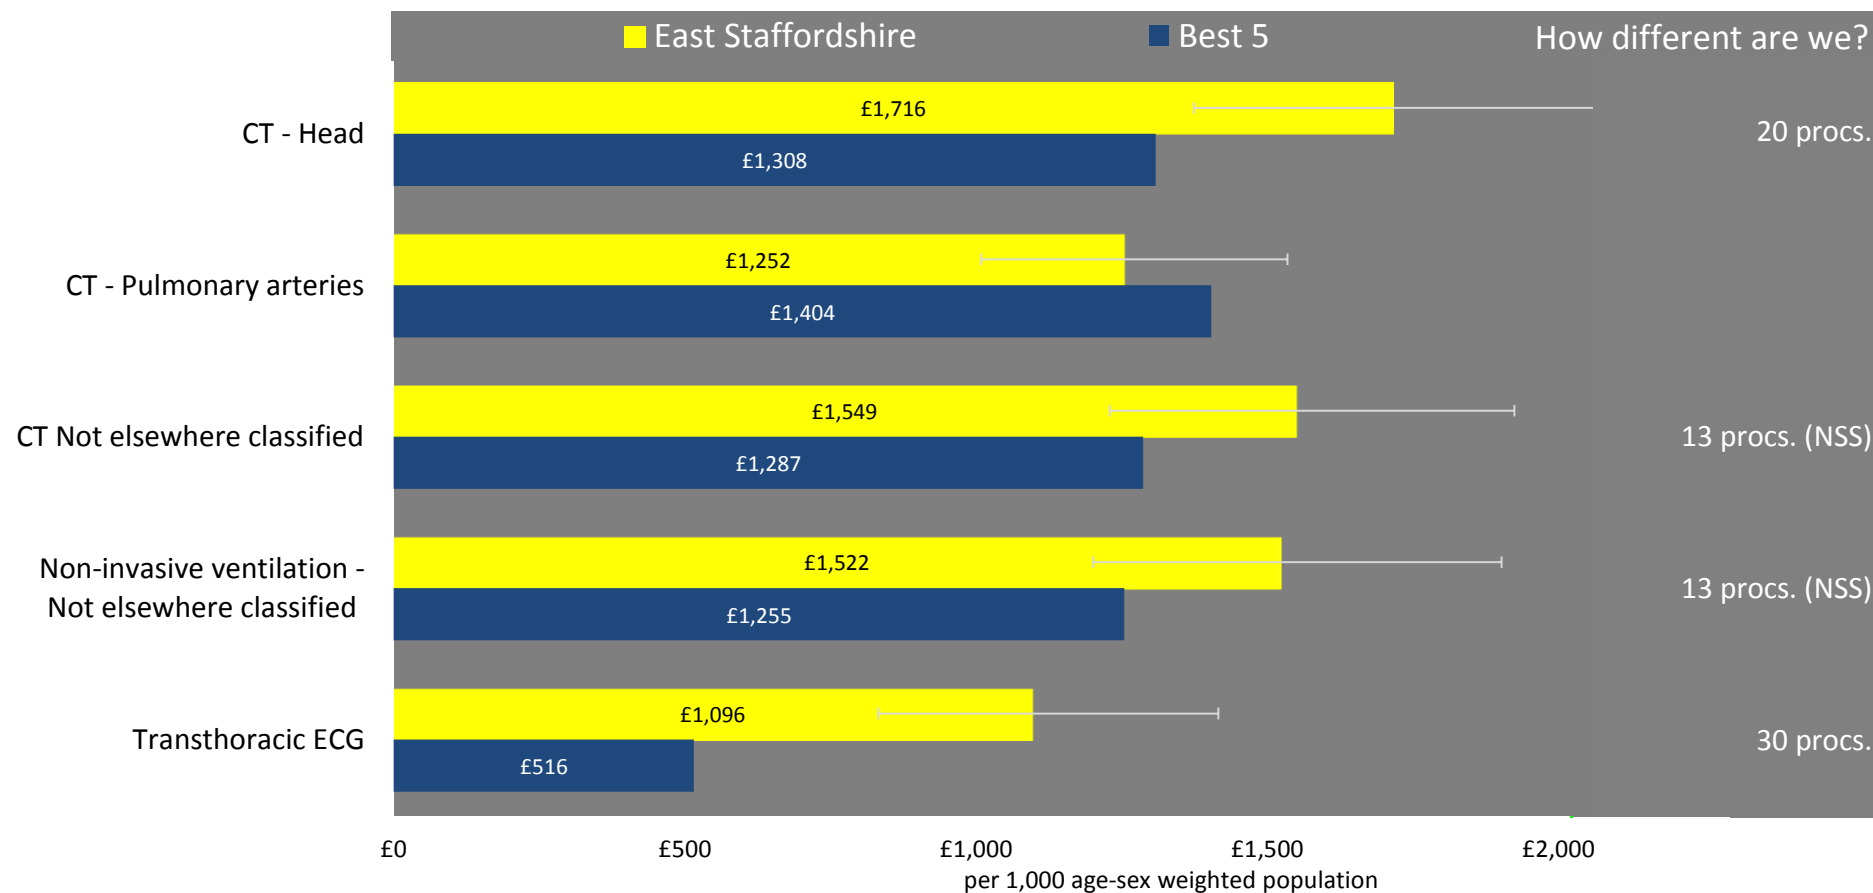 East Staffordshire
Best 5
How different are we?
CT - Head
£1,716
£1,308
20 procs.
CT - Pulmonary arteries
£1,252
£1,404
CT Not elsewhere classified
£1,549
£1,287
13 procs. (NSS)
Non-invasive ventilation -
Not elsewhere classified
£1,522
£1,255
13 procs. (NSS)
Transthoracic ECG
£1,096
£516
30 procs.
£0
£500
£1,000
£1,500
£2,000
per 1,000 age-sex weighted population